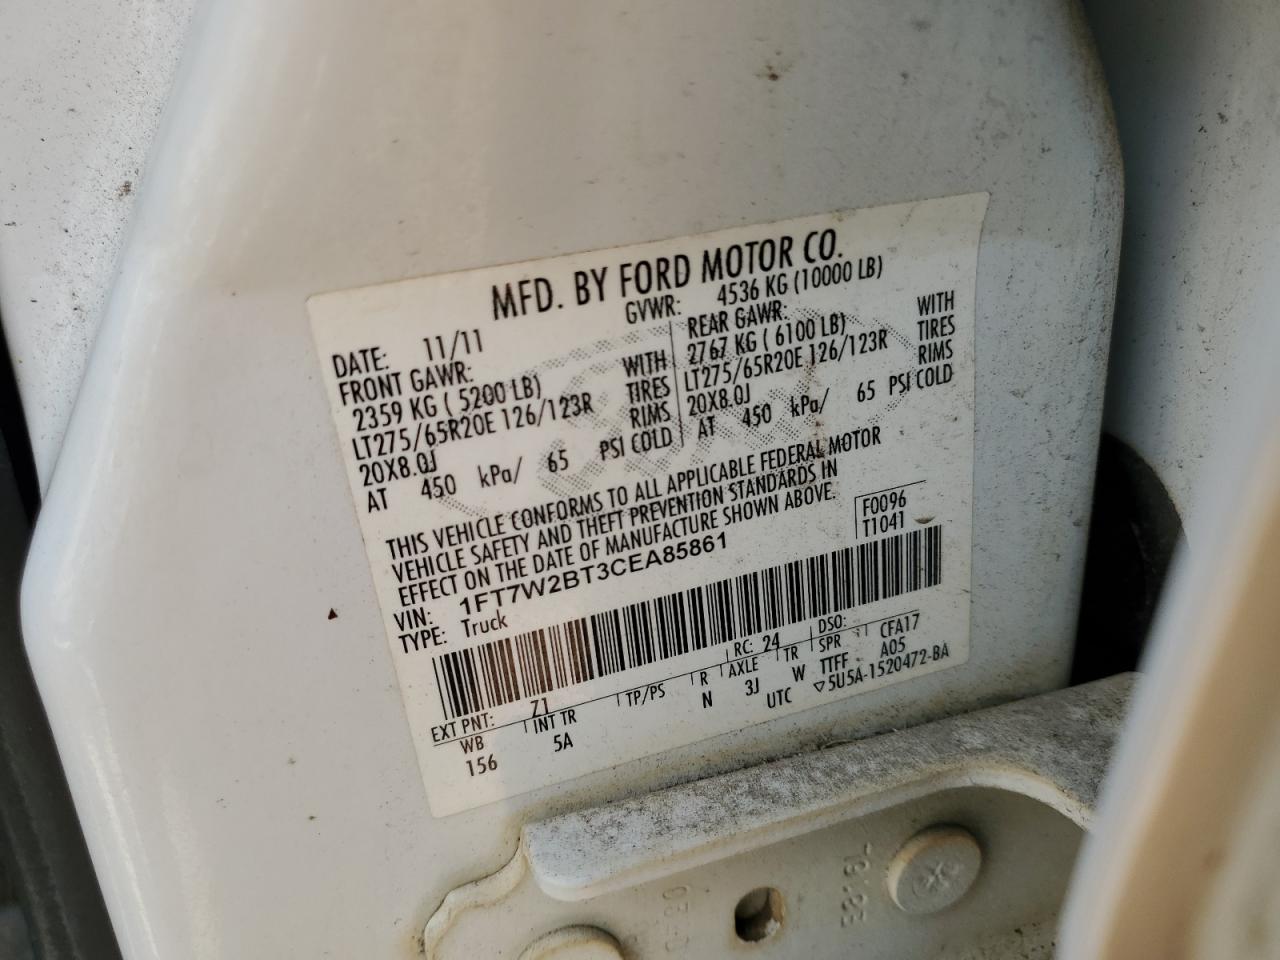 MFD. BY FORD MOTOR CO.
DATE: 11/11 GVWR: 4536 KG (10000 LB)
FRONT GAWR: REAR GAWR:
2359 KG ( 5200 LB) WITH 2767 KG ( 6100 LB) WITH
LT275/65R20E 126/123R TIRES LT275/65R20E 126/123R TIRES
20X8.0J RIMS 20X8.0J RIMS
AT 450 kPa/ 65 PSI COLD AT 450 kPa/ 65 PSI COLD
THIS VEHICLE CONFORMS TO ALL APPLICABLE FEDERAL MOTOR
VEHICLE SAFETY AND THEFT PREVENTION STANDARDS IN
EFFECT ON THE DATE OF MANUFACTURE SHOWN ABOVE.
VIN: 1FT7W2BT3CEA85861 F0096
TYPE: Truck T1041
EXT PNT: Z1 RC: 24 DSO:
WB INT TR TP/PS R AXLE TR SPR CFA17
156 5A N 3J W TTFF A05
UTC ▽5U5A-1520472-BA